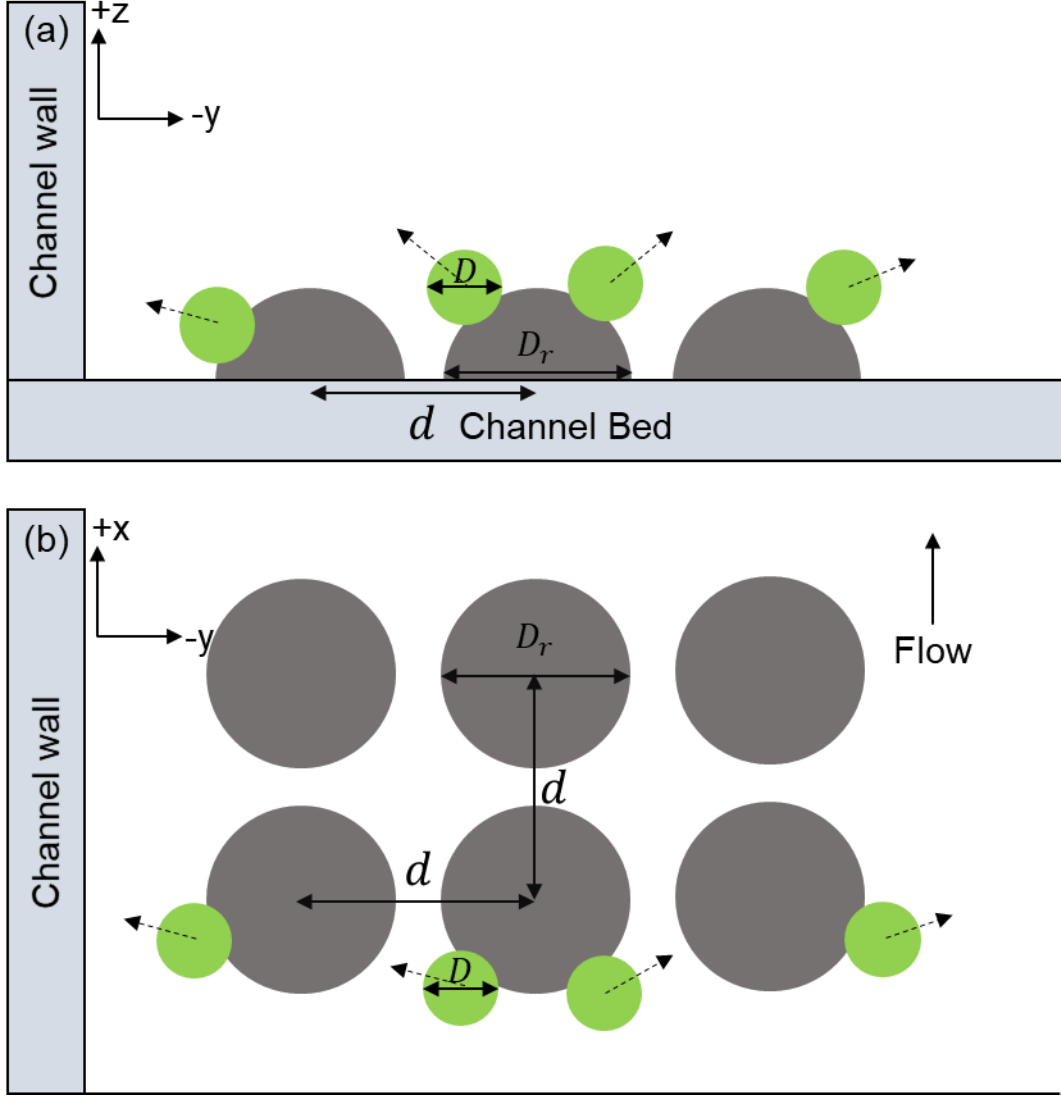 (a)
+z
-y
Channel wall
D
D_r
d Channel Bed
(b)
+x
-y
Channel wall
D_r
Flow
d
d
D